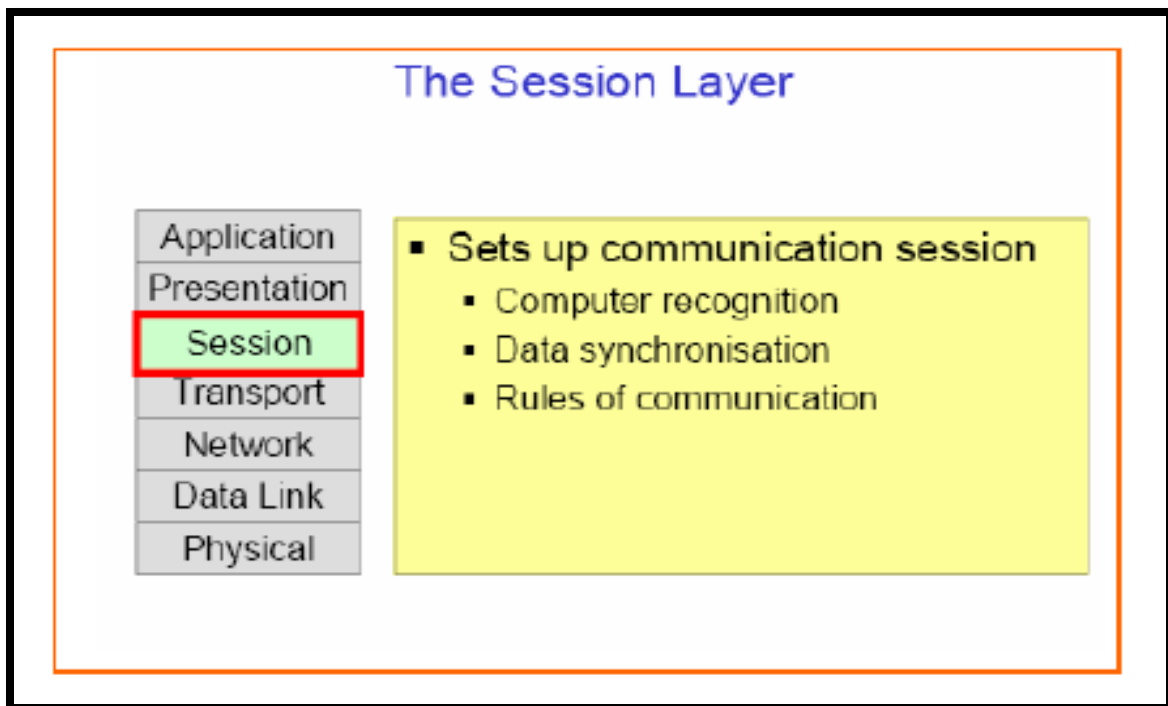 The Session Layer
Application
Presentation
Session
Transport
Network
Data Link
Physical
▪ Sets up communication session
▪ Computer recognition
▪ Data synchronisation
▪ Rules of communication